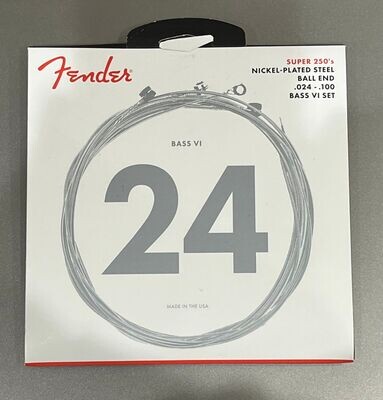 Fender
SUPER 250's
NICKEL-PLATED STEEL
BALL END
.024 - .100
BASS VI SET
BASS VI
24
MADE IN THE USA